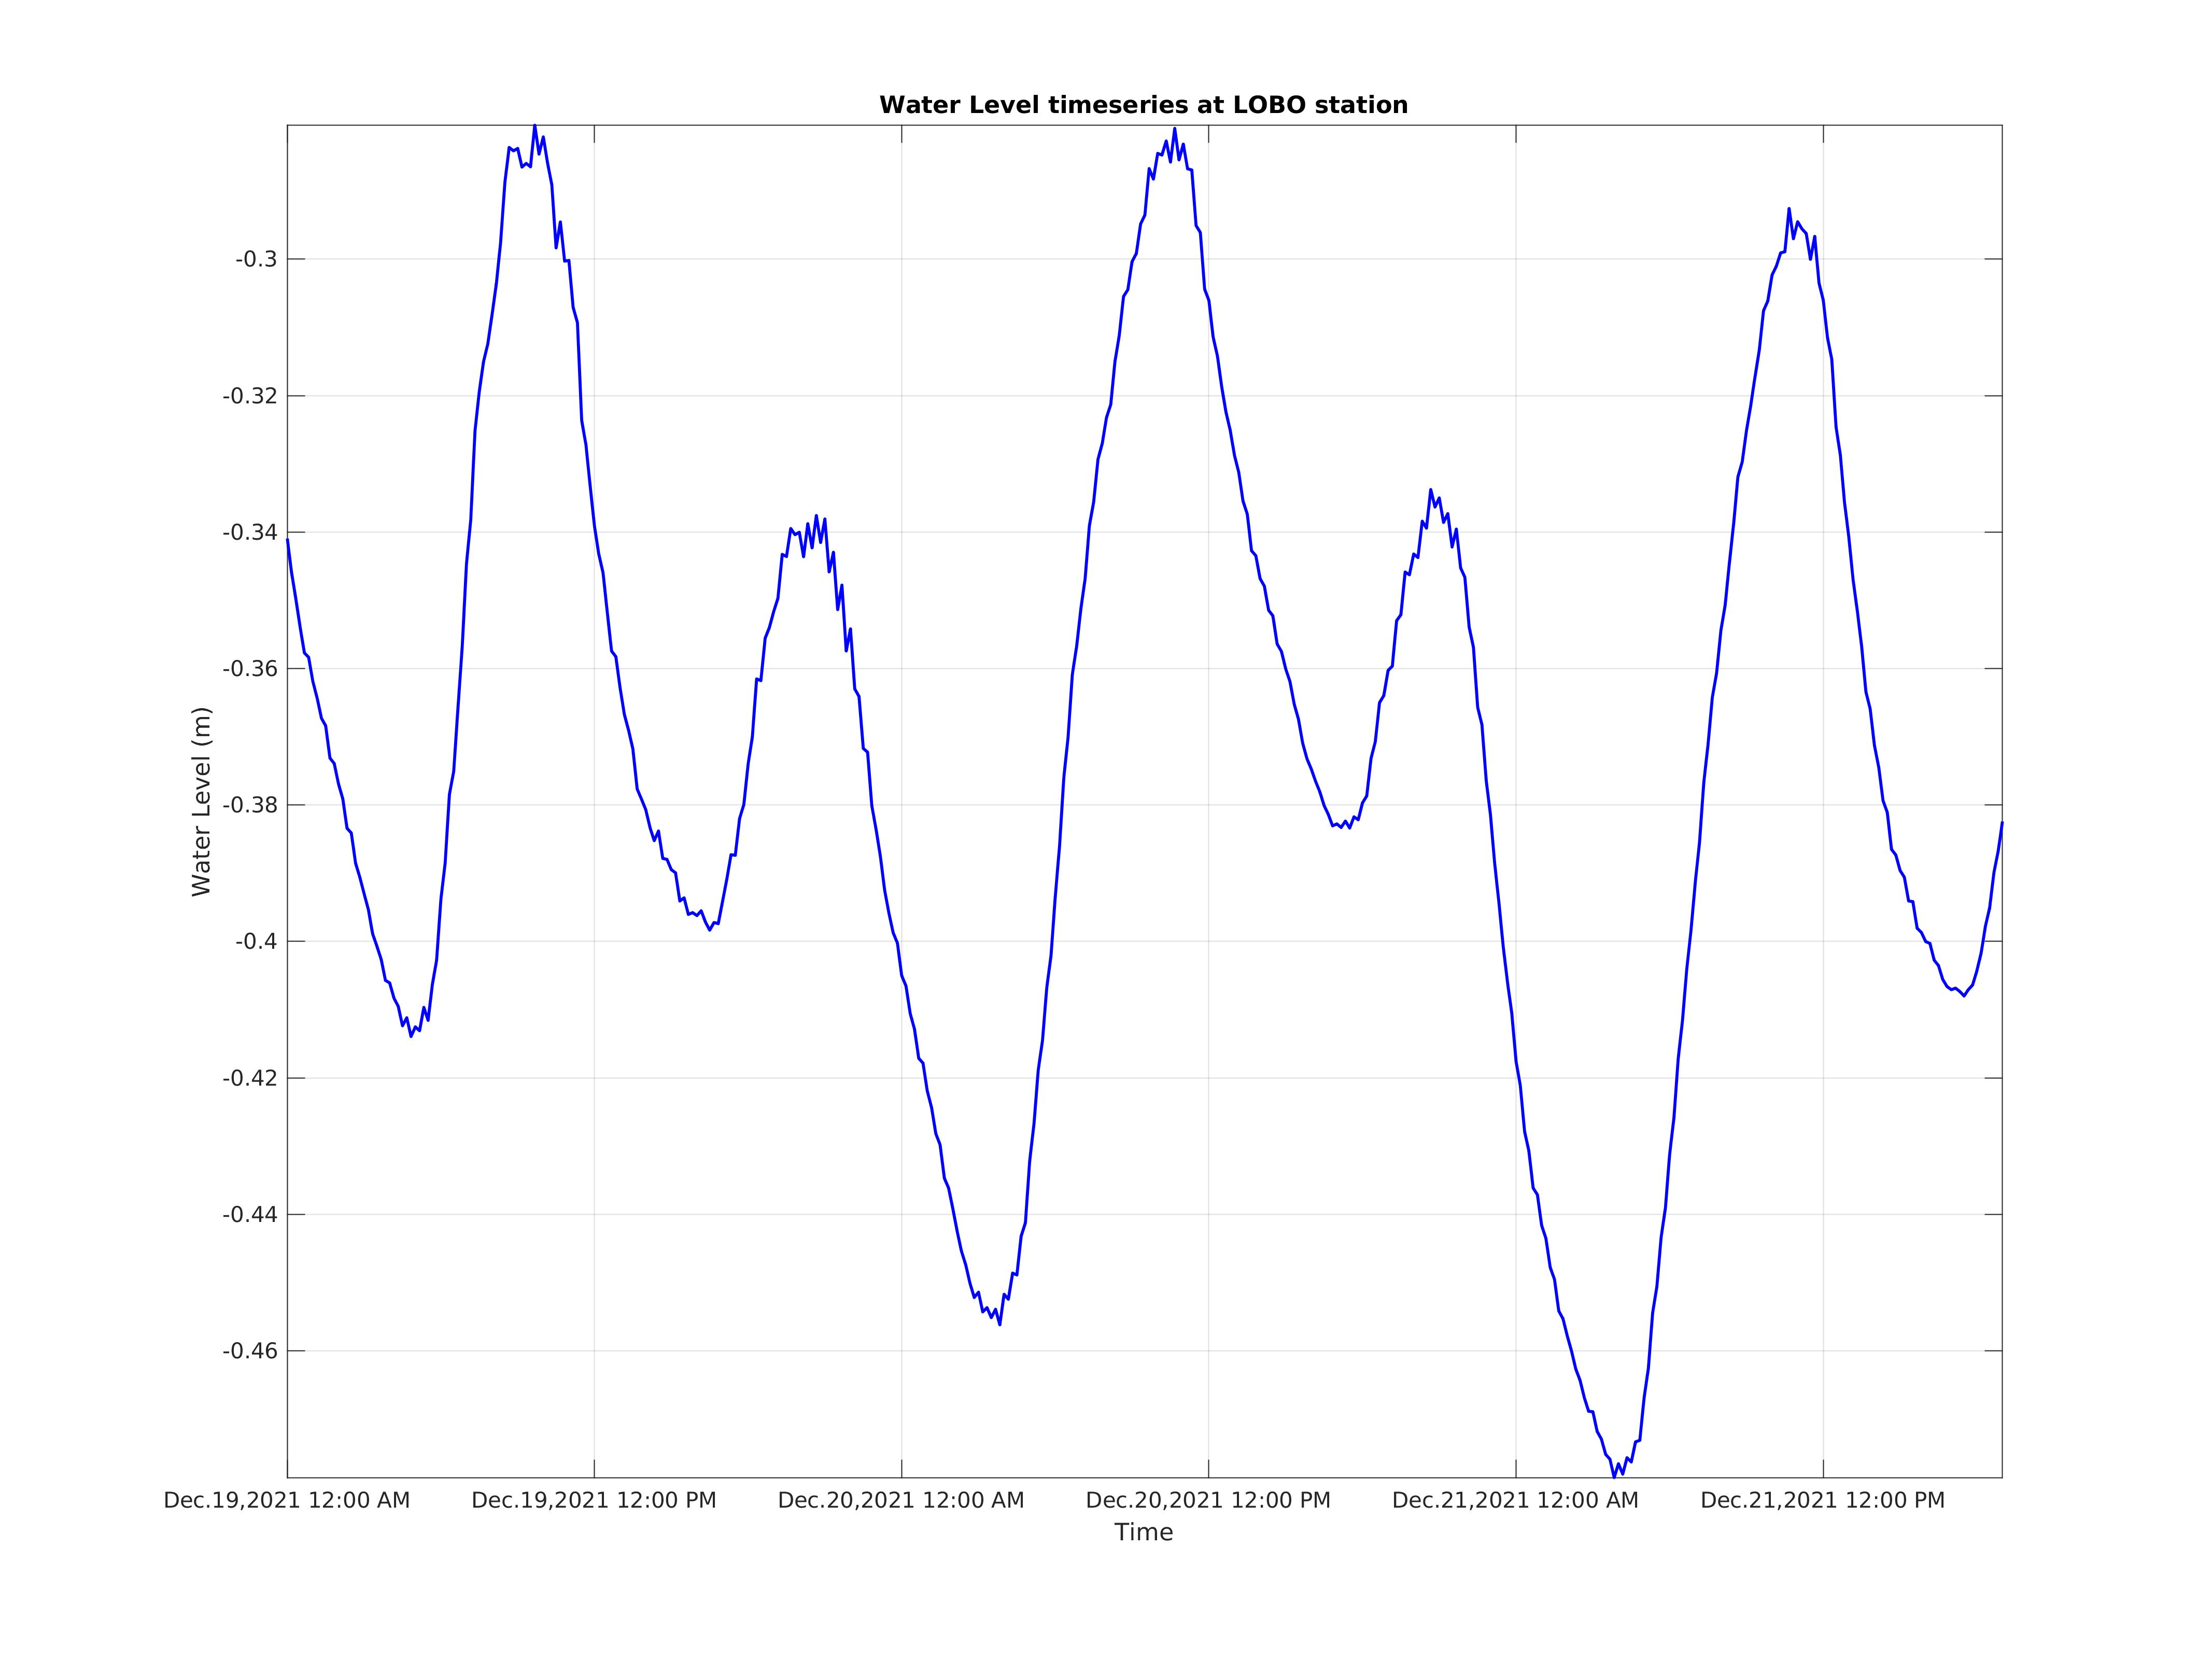 Water Level timeseries at LOBO station
-0.3
-0.32
-0.34
-0.36
-0.38
-0.4
-0.42
-0.44
-0.46
Water Level (m)
Dec.19,2021 12:00 AM
Dec.19,2021 12:00 PM
Dec.20,2021 12:00 AM
Dec.20,2021 12:00 PM
Dec.21,2021 12:00 AM
Dec.21,2021 12:00 PM
Time